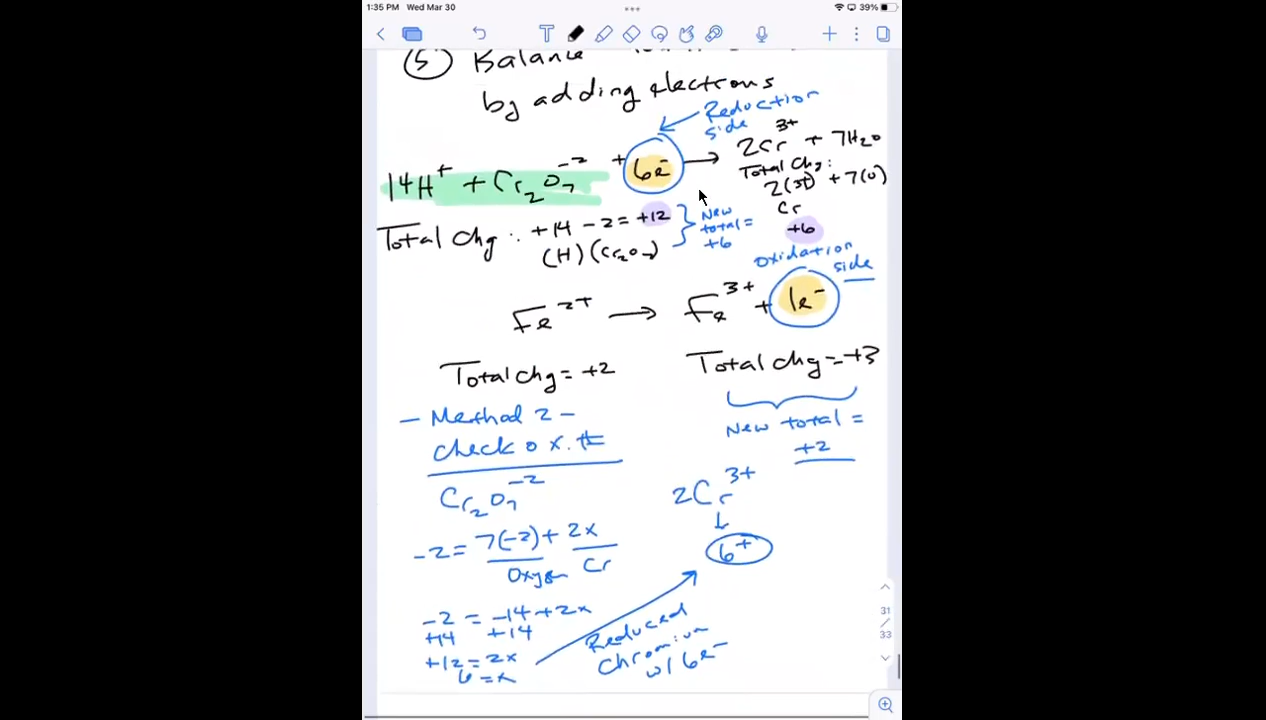 1:35 PM Wed Mar 30
39%
5 Balance
by adding electrons
Reduction
side
14H+ + Cr2O7-2 + 6e- → 2Cr3+ + 7H2O
Total Chg:
2(3+) + 7(0)
Cr
+6
Total Chg: +14 -2 = +12
(H) (Cr2O7)
New
total =
+6
oxidation
side
Fe2+ → Fe3+ + 1e-
Total Chg = +2
Total Chg = +3
New total =
+2
- Method 2 -
check ox. #
Cr2O7-2
-2 = 7(-2) + 2x
Oxygen Cr
-2 = -14 + 2x
+14 +14
+12 = 2x
6 = x
2Cr3+
↓
6+
Reduced
Chromium
w/ 6e-
31
/
33